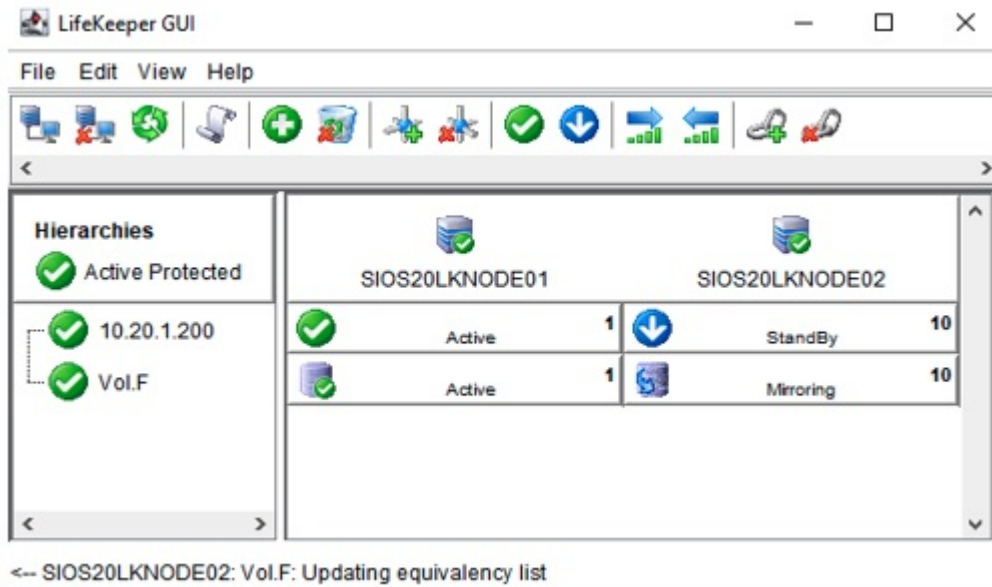 LifeKeeper GUI
File Edit View Help
Hierarchies
Active Protected
SIOS20LKNODE01 SIOS20LKNODE02
10.20.1.200 Active 1 StandBy 10
Vol.F Active 1 Mirroring 10
<-- SIOS20LKNODE02: Vol.F: Updating equivalency list